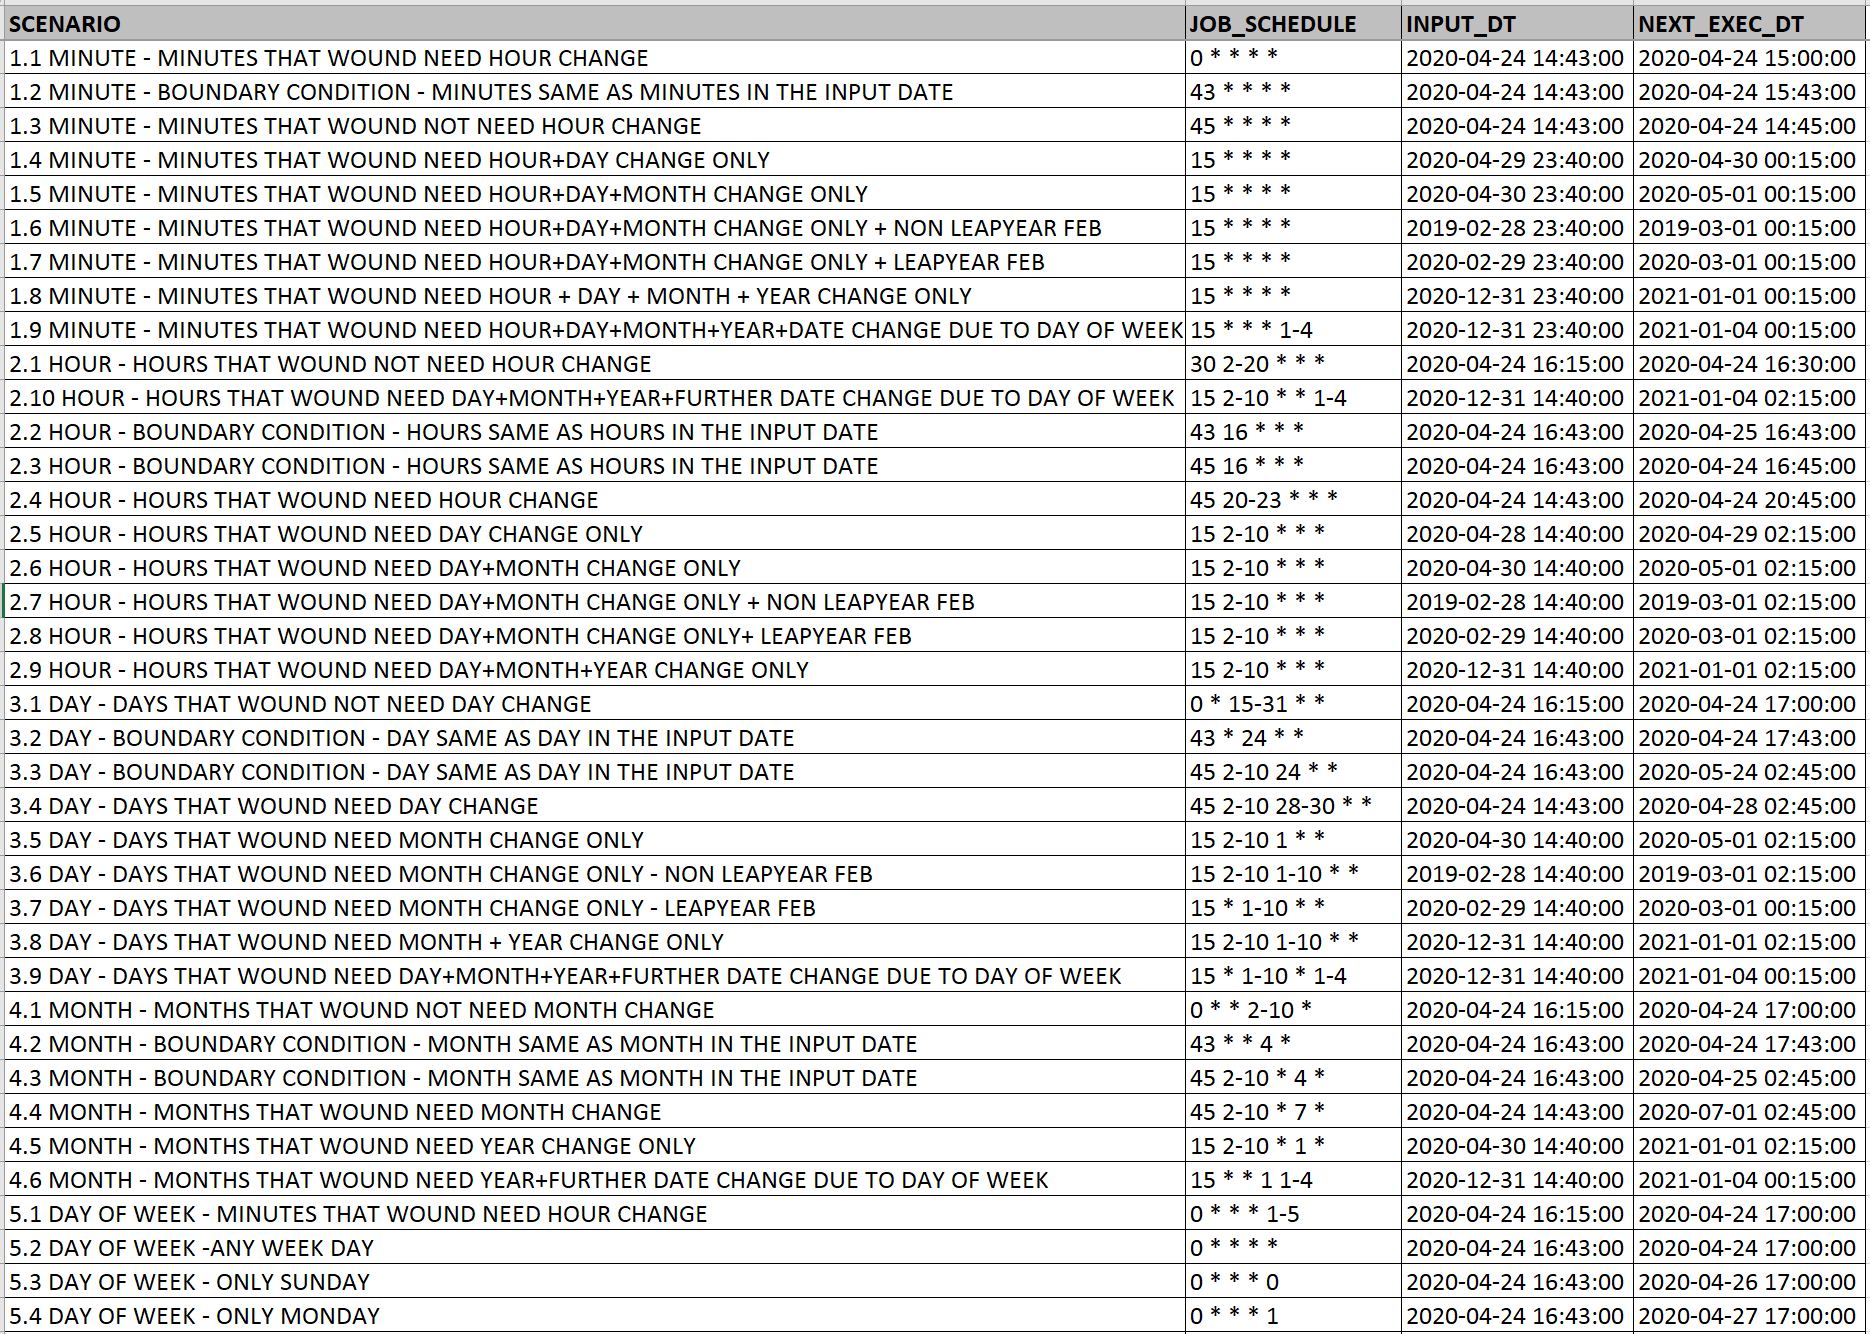 SCENARIO JOB_SCHEDULE INPUT_DT NEXT_EXEC_DT
1.1 MINUTE - MINUTES THAT WOUND NEED HOUR CHANGE 0 * * * * 2020-04-24 14:43:00 2020-04-24 15:00:00
1.2 MINUTE - BOUNDARY CONDITION - MINUTES SAME AS MINUTES IN THE INPUT DATE 43 * * * * 2020-04-24 14:43:00 2020-04-24 15:43:00
1.3 MINUTE - MINUTES THAT WOUND NOT NEED HOUR CHANGE 45 * * * * 2020-04-24 14:43:00 2020-04-24 14:45:00
1.4 MINUTE - MINUTES THAT WOUND NEED HOUR+DAY CHANGE ONLY 15 * * * * 2020-04-29 23:40:00 2020-04-30 00:15:00
1.5 MINUTE - MINUTES THAT WOUND NEED HOUR+DAY+MONTH CHANGE ONLY 15 * * * * 2020-04-30 23:40:00 2020-05-01 00:15:00
1.6 MINUTE - MINUTES THAT WOUND NEED HOUR+DAY+MONTH CHANGE ONLY + NON LEAPYEAR FEB 15 * * * * 2019-02-28 23:40:00 2019-03-01 00:15:00
1.7 MINUTE - MINUTES THAT WOUND NEED HOUR+DAY+MONTH CHANGE ONLY + LEAPYEAR FEB 15 * * * * 2020-02-29 23:40:00 2020-03-01 00:15:00
1.8 MINUTE - MINUTES THAT WOUND NEED HOUR + DAY + MONTH + YEAR CHANGE ONLY 15 * * * * 2020-12-31 23:40:00 2021-01-01 00:15:00
1.9 MINUTE - MINUTES THAT WOUND NEED HOUR+DAY+MONTH+YEAR+DATE CHANGE DUE TO DAY OF WEEK 15 * * * 1-4 2020-12-31 23:40:00 2021-01-04 00:15:00
2.1 HOUR - HOURS THAT WOUND NOT NEED HOUR CHANGE 30 2-20 * * * 2020-04-24 16:15:00 2020-04-24 16:30:00
2.10 HOUR - HOURS THAT WOUND NEED DAY+MONTH+YEAR+FURTHER DATE CHANGE DUE TO DAY OF WEEK 15 2-10 * * 1-4 2020-12-31 14:40:00 2021-01-04 02:15:00
2.2 HOUR - BOUNDARY CONDITION - HOURS SAME AS HOURS IN THE INPUT DATE 43 16 * * * 2020-04-24 16:43:00 2020-04-25 16:43:00
2.3 HOUR - BOUNDARY CONDITION - HOURS SAME AS HOURS IN THE INPUT DATE 45 16 * * * 2020-04-24 16:43:00 2020-04-24 16:45:00
2.4 HOUR - HOURS THAT WOUND NEED HOUR CHANGE 45 20-23 * * * 2020-04-24 14:43:00 2020-04-24 20:45:00
2.5 HOUR - HOURS THAT WOUND NEED DAY CHANGE ONLY 15 2-10 * * * 2020-04-28 14:40:00 2020-04-29 02:15:00
2.6 HOUR - HOURS THAT WOUND NEED DAY+MONTH CHANGE ONLY 15 2-10 * * * 2020-04-30 14:40:00 2020-05-01 02:15:00
2.7 HOUR - HOURS THAT WOUND NEED DAY+MONTH CHANGE ONLY + NON LEAPYEAR FEB 15 2-10 * * * 2019-02-28 14:40:00 2019-03-01 02:15:00
2.8 HOUR - HOURS THAT WOUND NEED DAY+MONTH CHANGE ONLY+ LEAPYEAR FEB 15 2-10 * * * 2020-02-29 14:40:00 2020-03-01 02:15:00
2.9 HOUR - HOURS THAT WOUND NEED DAY+MONTH+YEAR CHANGE ONLY 15 2-10 * * * 2020-12-31 14:40:00 2021-01-01 02:15:00
3.1 DAY - DAYS THAT WOUND NOT NEED DAY CHANGE 0 * 15-31 * * 2020-04-24 16:15:00 2020-04-24 17:00:00
3.2 DAY - BOUNDARY CONDITION - DAY SAME AS DAY IN THE INPUT DATE 43 * 24 * * 2020-04-24 16:43:00 2020-04-24 17:43:00
3.3 DAY - BOUNDARY CONDITION - DAY SAME AS DAY IN THE INPUT DATE 45 2-10 24 * * 2020-04-24 16:43:00 2020-05-24 02:45:00
3.4 DAY - DAYS THAT WOUND NEED DAY CHANGE 45 2-10 28-30 * * 2020-04-24 14:43:00 2020-04-28 02:45:00
3.5 DAY - DAYS THAT WOUND NEED MONTH CHANGE ONLY 15 2-10 1 * * 2020-04-30 14:40:00 2020-05-01 02:15:00
3.6 DAY - DAYS THAT WOUND NEED MONTH CHANGE ONLY - NON LEAPYEAR FEB 15 2-10 1-10 * * 2019-02-28 14:40:00 2019-03-01 02:15:00
3.7 DAY - DAYS THAT WOUND NEED MONTH CHANGE ONLY - LEAPYEAR FEB 15 * 1-10 * * 2020-02-29 14:40:00 2020-03-01 00:15:00
3.8 DAY - DAYS THAT WOUND NEED MONTH + YEAR CHANGE ONLY 15 2-10 1-10 * * 2020-12-31 14:40:00 2021-01-01 02:15:00
3.9 DAY - DAYS THAT WOUND NEED DAY+MONTH+YEAR+FURTHER DATE CHANGE DUE TO DAY OF WEEK 15 * 1-10 * 1-4 2020-12-31 14:40:00 2021-01-04 00:15:00
4.1 MONTH - MONTHS THAT WOUND NOT NEED MONTH CHANGE 0 * * 2-10 * 2020-04-24 16:15:00 2020-04-24 17:00:00
4.2 MONTH - BOUNDARY CONDITION - MONTH SAME AS MONTH IN THE INPUT DATE 43 * * 4 * 2020-04-24 16:43:00 2020-04-24 17:43:00
4.3 MONTH - BOUNDARY CONDITION - MONTH SAME AS MONTH IN THE INPUT DATE 45 2-10 * 4 * 2020-04-24 16:43:00 2020-04-25 02:45:00
4.4 MONTH - MONTHS THAT WOUND NEED MONTH CHANGE 45 2-10 * 7 * 2020-04-24 14:43:00 2020-07-01 02:45:00
4.5 MONTH - MONTHS THAT WOUND NEED YEAR CHANGE ONLY 15 2-10 * 1 * 2020-04-30 14:40:00 2021-01-01 02:15:00
4.6 MONTH - MONTHS THAT WOUND NEED YEAR+FURTHER DATE CHANGE DUE TO DAY OF WEEK 15 * * 1 1-4 2020-12-31 14:40:00 2021-01-04 00:15:00
5.1 DAY OF WEEK - MINUTES THAT WOUND NEED HOUR CHANGE 0 * * * 1-5 2020-04-24 16:15:00 2020-04-24 17:00:00
5.2 DAY OF WEEK -ANY WEEK DAY 0 * * * * 2020-04-24 16:43:00 2020-04-24 17:00:00
5.3 DAY OF WEEK - ONLY SUNDAY 0 * * * 0 2020-04-24 16:43:00 2020-04-26 17:00:00
5.4 DAY OF WEEK - ONLY MONDAY 0 * * * 1 2020-04-24 16:43:00 2020-04-27 17:00:00